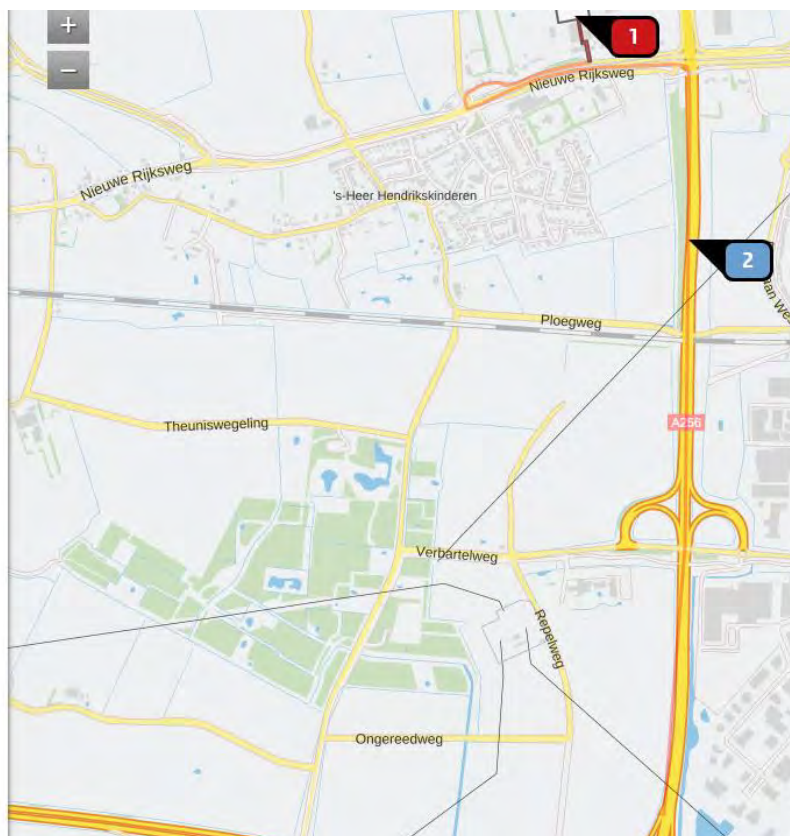 +
1
−
Nieuwe Rijksweg
Nieuwe Rijksweg
's-Heer Hendrikskinderen
2
Ploegweg
A256
Theuniswegeling
Verbartelweg
Repelweg
Ongereedweg